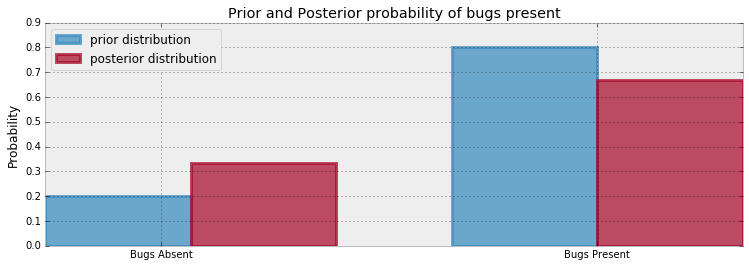 Prior and Posterior probability of bugs present
prior distribution
posterior distribution
Probability
0.9
0.8
0.7
0.6
0.5
0.4
0.3
0.2
0.1
0.0
Bugs Absent
Bugs Present